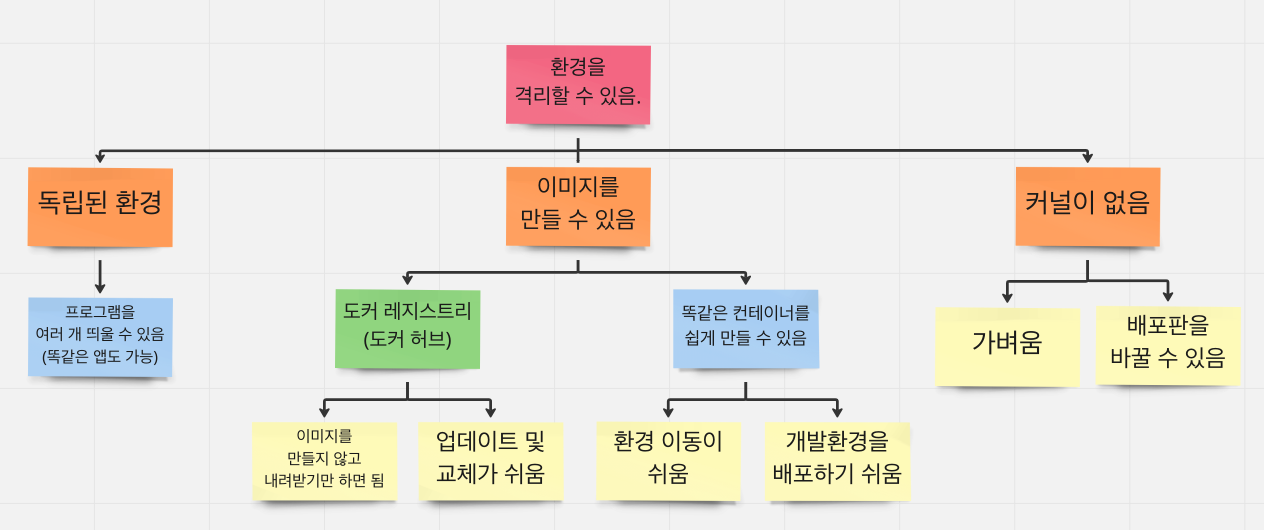 환경을
격리할 수 있음.
독립된 환경
이미지를
만들 수 있음
커널이 없음
프로그램을
여러 개 띄울 수 있음
(똑같은 앱도 가능)
도커 레지스트리
(도커 허브)
똑같은 컨테이너를
쉽게 만들 수 있음
가벼움
배포판을
바꿀 수 있음
이미지를
만들지 않고
내려받기만 하면 됨
업데이트 및
교체가 쉬움
환경 이동이
쉬움
개발환경을
배포하기 쉬움